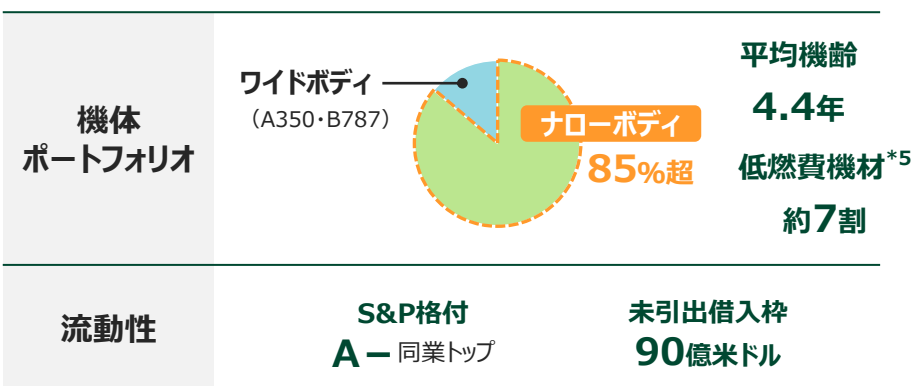 機体
ポートフォリオ
ワイドボディ
（A350・B787）
ナローボディ
85%超
平均機齢
4.4年
低燃費機材*5
約7割
流動性
S&P格付
A－同業トップ
未引出借入枠
90億米ドル